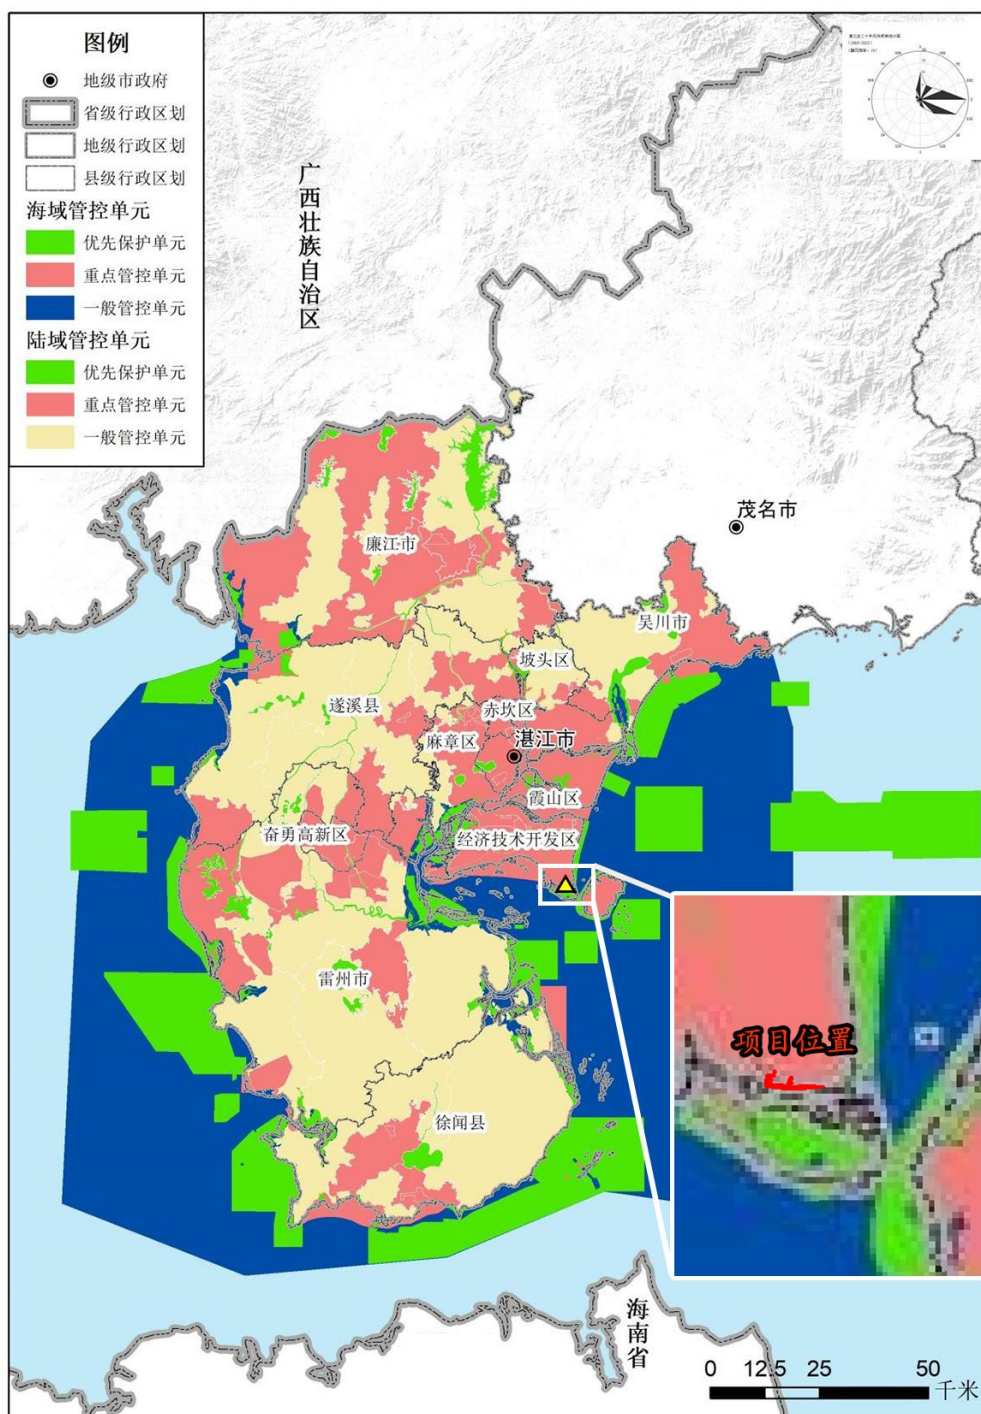 图例
地级市政府
省级行政区划
地级行政区划
县级行政区划
海域管控单元
优先保护单元
重点管控单元
一般管控单元
陆域管控单元
优先保护单元
重点管控单元
一般管控单元
广西壮族自治区
茂名市
廉江市
吴川市
坡头区
遂溪县
赤坎区
麻章区
湛江市
霞山区
奋勇高新区
经济技术开发区
雷州市
项目位置
徐闻县
海南省
0 12.5 25 50
千米